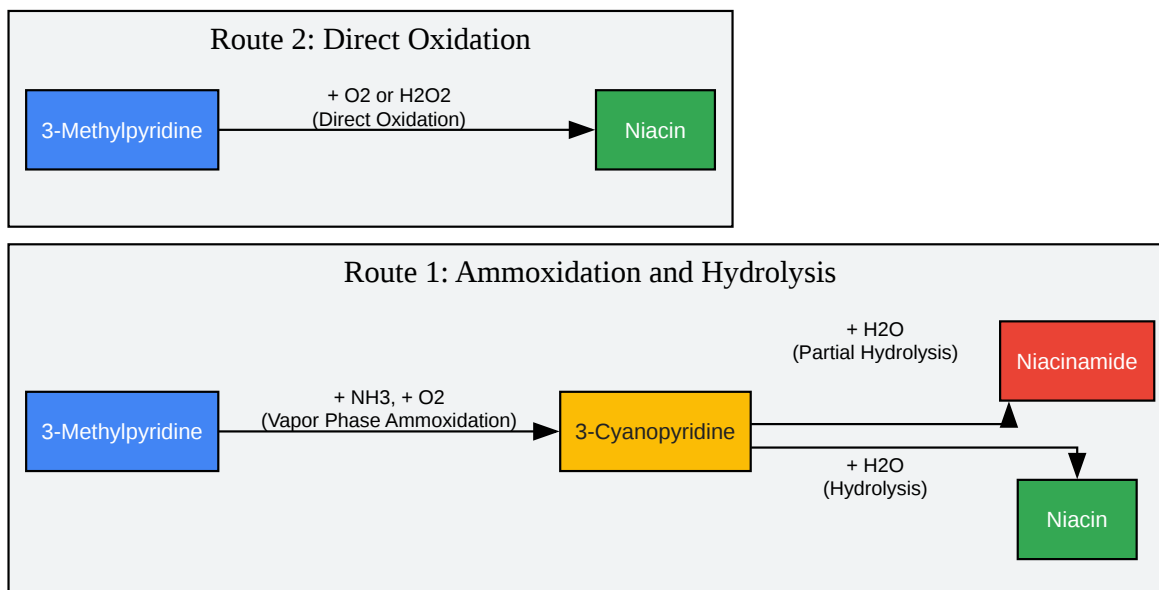 Route 2: Direct Oxidation
+ O2 or H2O2
(Direct Oxidation)
3-Methylpyridine
Niacin
Route 1: Ammoxidation and Hydrolysis
+ H2O
(Partial Hydrolysis)
Niacinamide
+ NH3, + O2
(Vapor Phase Ammoxidation)
3-Methylpyridine
3-Cyanopyridine
+ H2O
(Hydrolysis)
Niacin